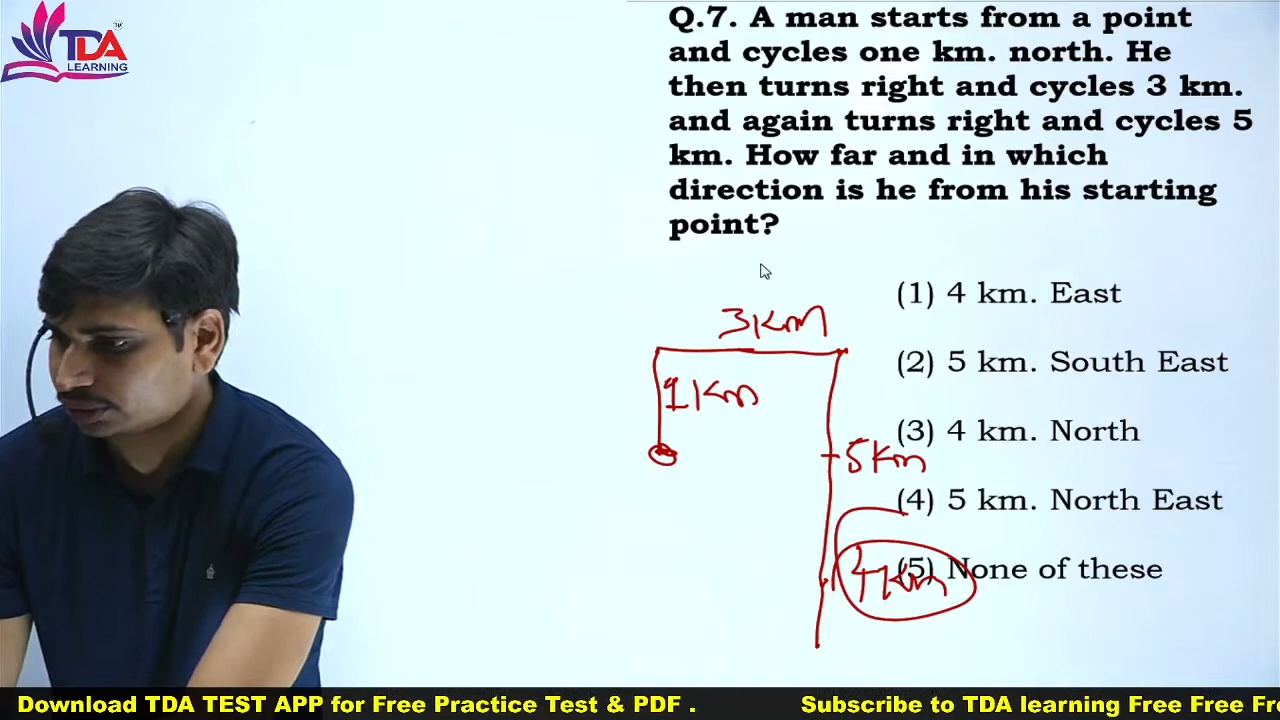 TDA
LEARNING
TM
Q.7. A man starts from a point
and cycles one km. north. He
then turns right and cycles 3 km.
and again turns right and cycles 5
km. How far and in which
direction is he from his starting
point?
(1) 4 km. East
3Km
(2) 5 km. South East
1Km
(3) 4 km. North
5Km
(4) 5 km. North East
(5) None of these
4Km
Download TDA TEST APP for Free Practice Test & PDF .
Subscribe to TDA learning Free Free Fre